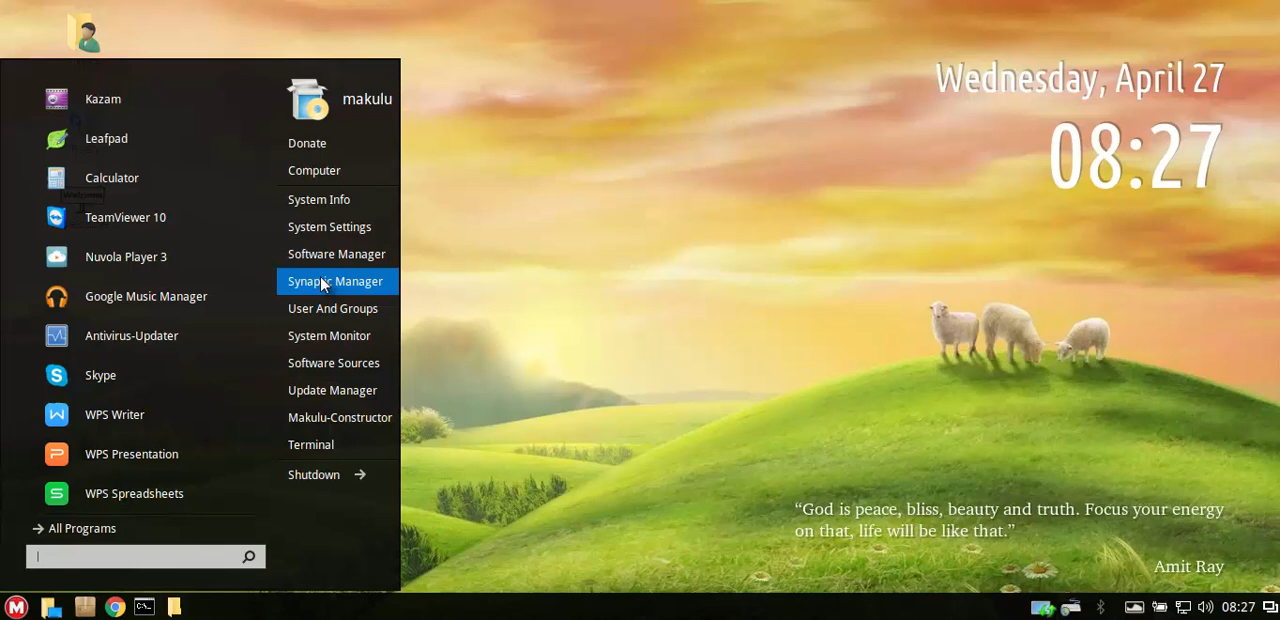 Kazam
Leafpad
Calculator
TeamViewer 10
Nuvola Player 3
Google Music Manager
Antivirus-Updater
Skype
WPS Writer
WPS Presentation
WPS Spreadsheets
All Programs
makulu
Donate
Computer
System Info
System Settings
Software Manager
Synaptic Manager
User And Groups
System Monitor
Software Sources
Update Manager
Makulu-Constructor
Terminal
Shutdown
Wednesday, April 27
08:27
“God is peace, bliss, beauty and truth. Focus your energy
on that, life will be like that.”
Amit Ray
08:27